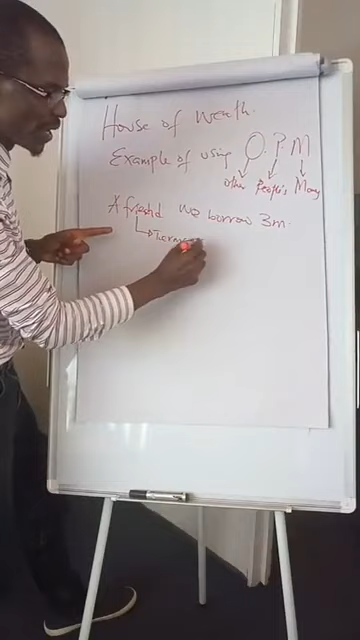 House of wealth.
Example of using O.P.M
other People's Money
A friend we borrow 3m.